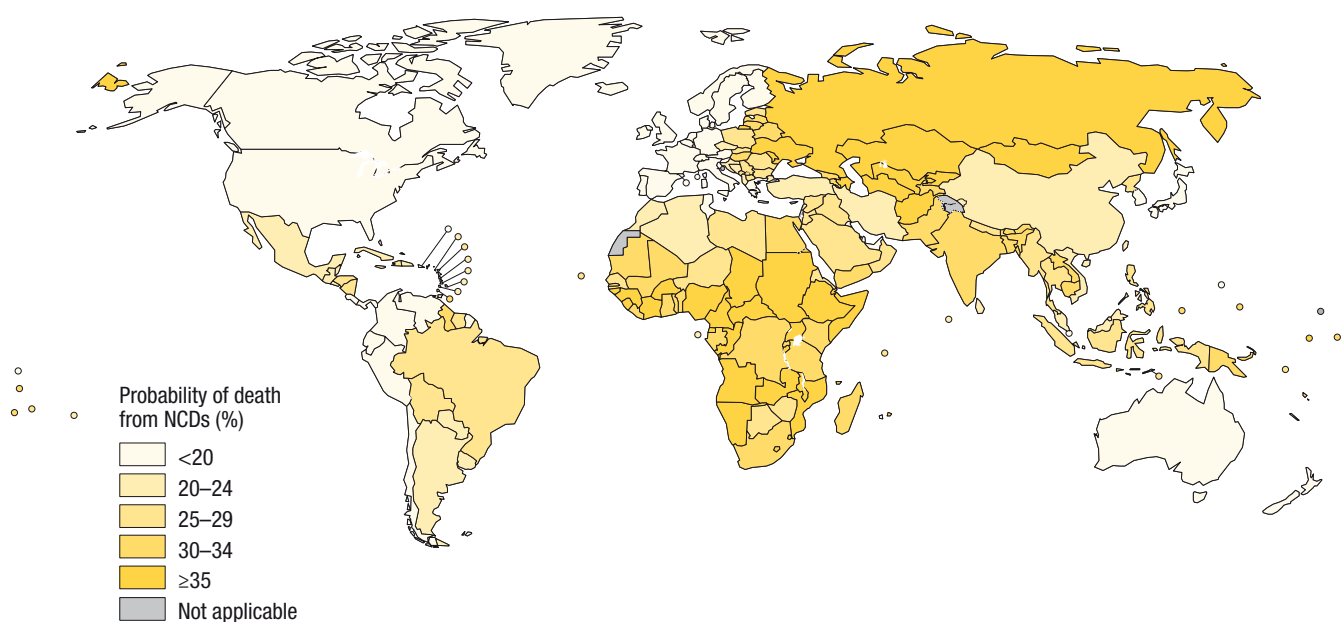 Probability of death
from NCDs (%)
<20
20–24
25–29
30–34
≥35
Not applicable